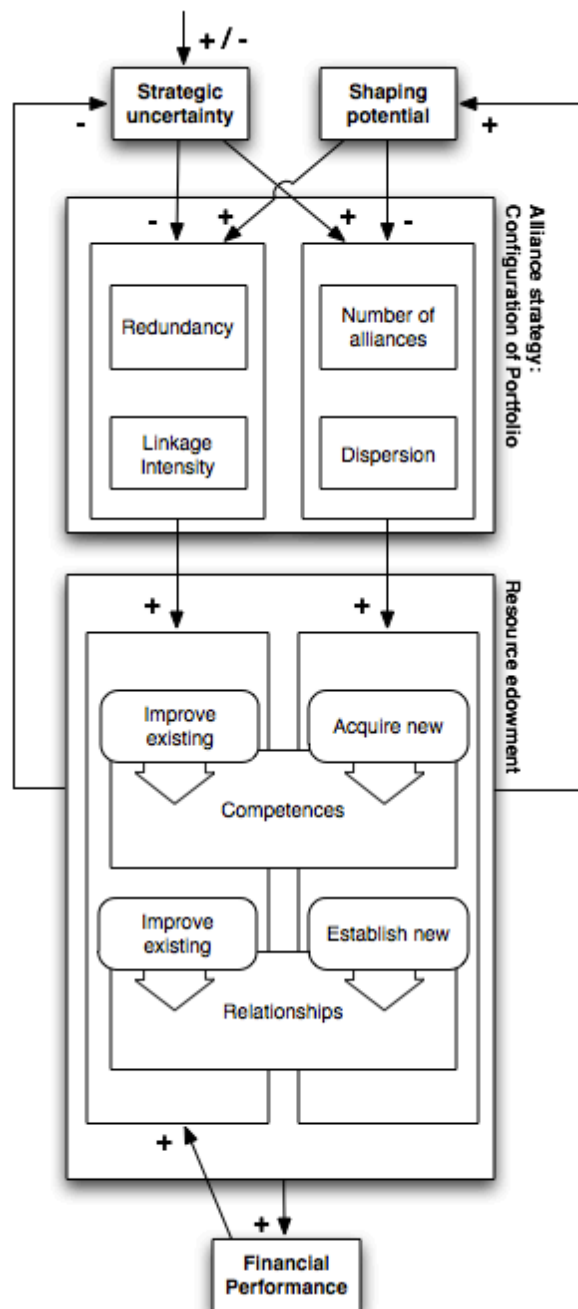 + / -
Strategic
uncertainty
Shaping
potential
-
+
-
+
+
-
Alliance strategy:
Configuration of Portfolio
Redundancy
Number of
alliances
Linkage
Intensity
Dispersion
+
+
Resource edowment
Improve
existing
Acquire new
Competences
Improve
existing
Establish new
Relationships
+
+
Financial
Performance